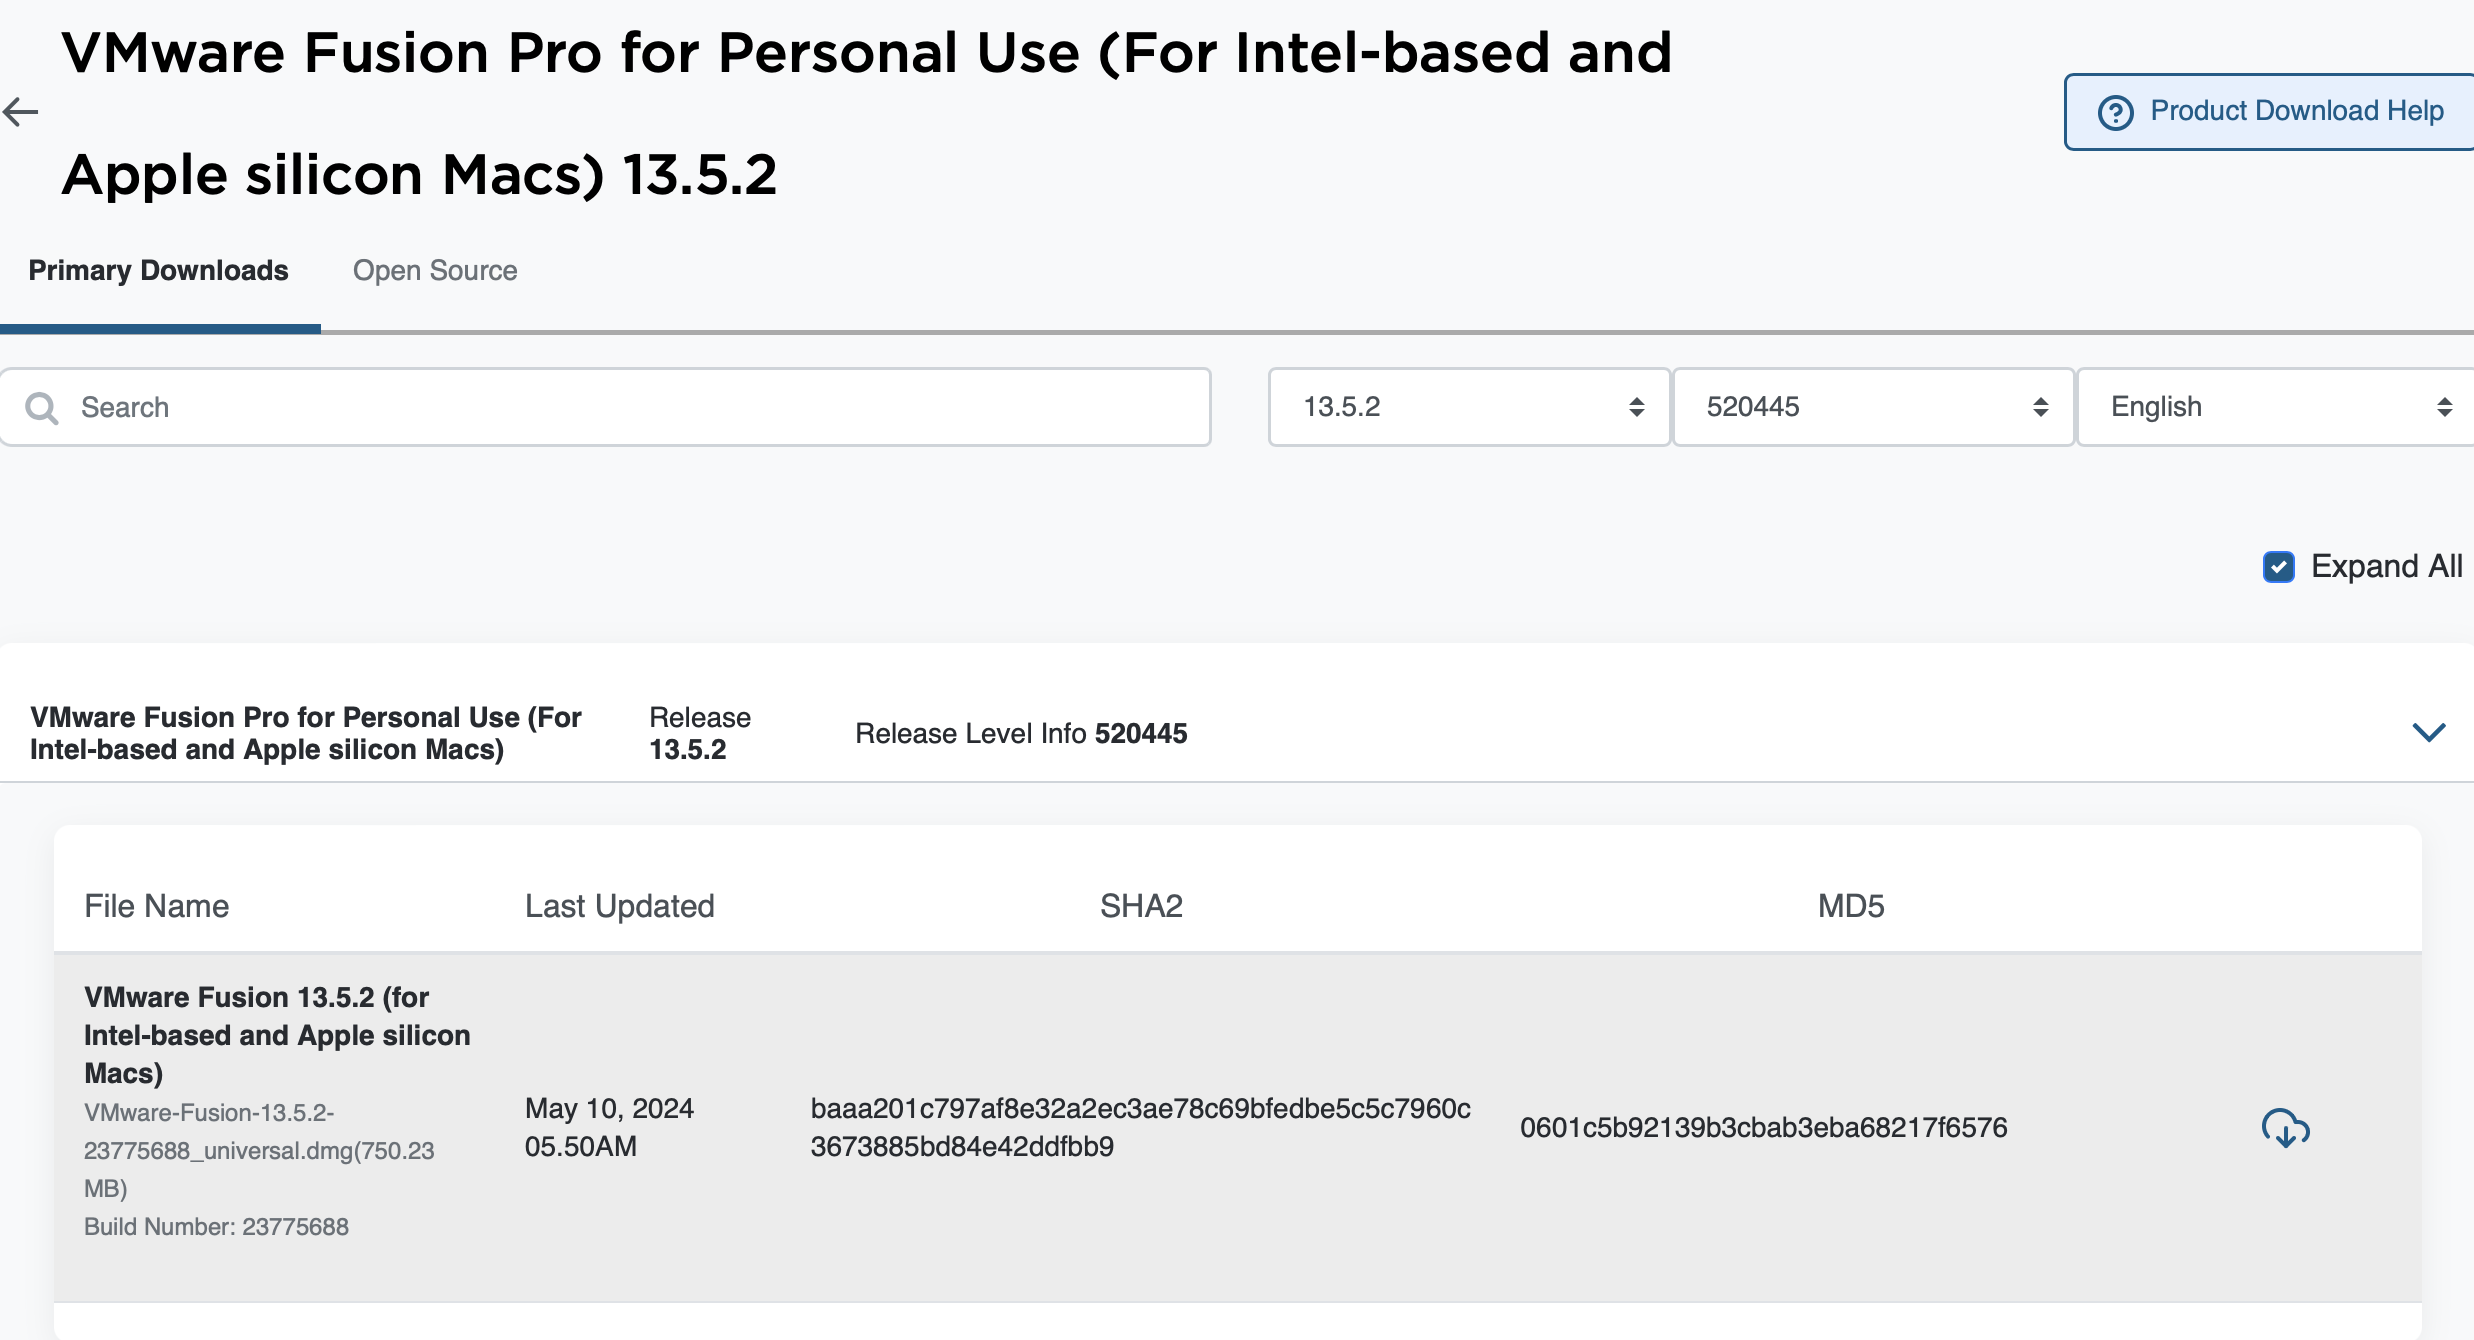 VMware Fusion Pro for Personal Use (For Intel-based and
Apple silicon Macs) 13.5.2
Product Download Help
Primary Downloads
Open Source
Search
13.5.2
520445
English
Expand All
VMware Fusion Pro for Personal Use (For
Intel-based and Apple silicon Macs)
Release
13.5.2
Release Level Info 520445
File Name
Last Updated
SHA2
MD5
VMware Fusion 13.5.2 (for
Intel-based and Apple silicon
Macs)
VMware-Fusion-13.5.2-
23775688_universal.dmg(750.23
MB)
Build Number: 23775688
May 10, 2024
05.50AM
baaa201c797af8e32a2ec3ae78c69bfedbe5c5c7960c
3673885bd84e42ddfbb9
0601c5b92139b3cbab3eba68217f6576